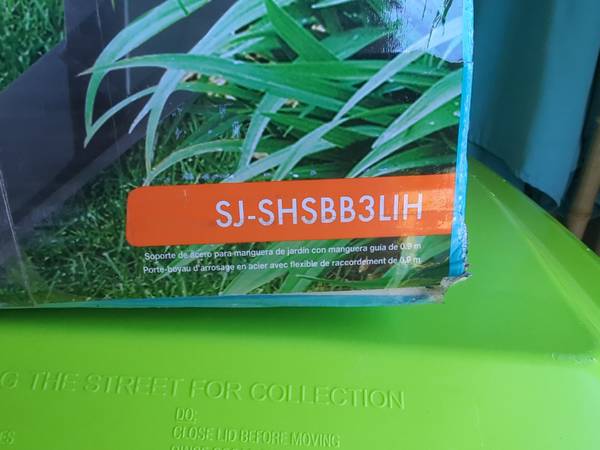 SJ-SHSBB3LIH
Soporte de acero para manguera de jardín con manguera guía de 0.9 m
Porte-boyau d'arrosage en acier avec flexible de raccordement de 0,9 m
G THE STREET FOR COLLECTION
DO:
CLOSE LID BEFORE MOVING
ES